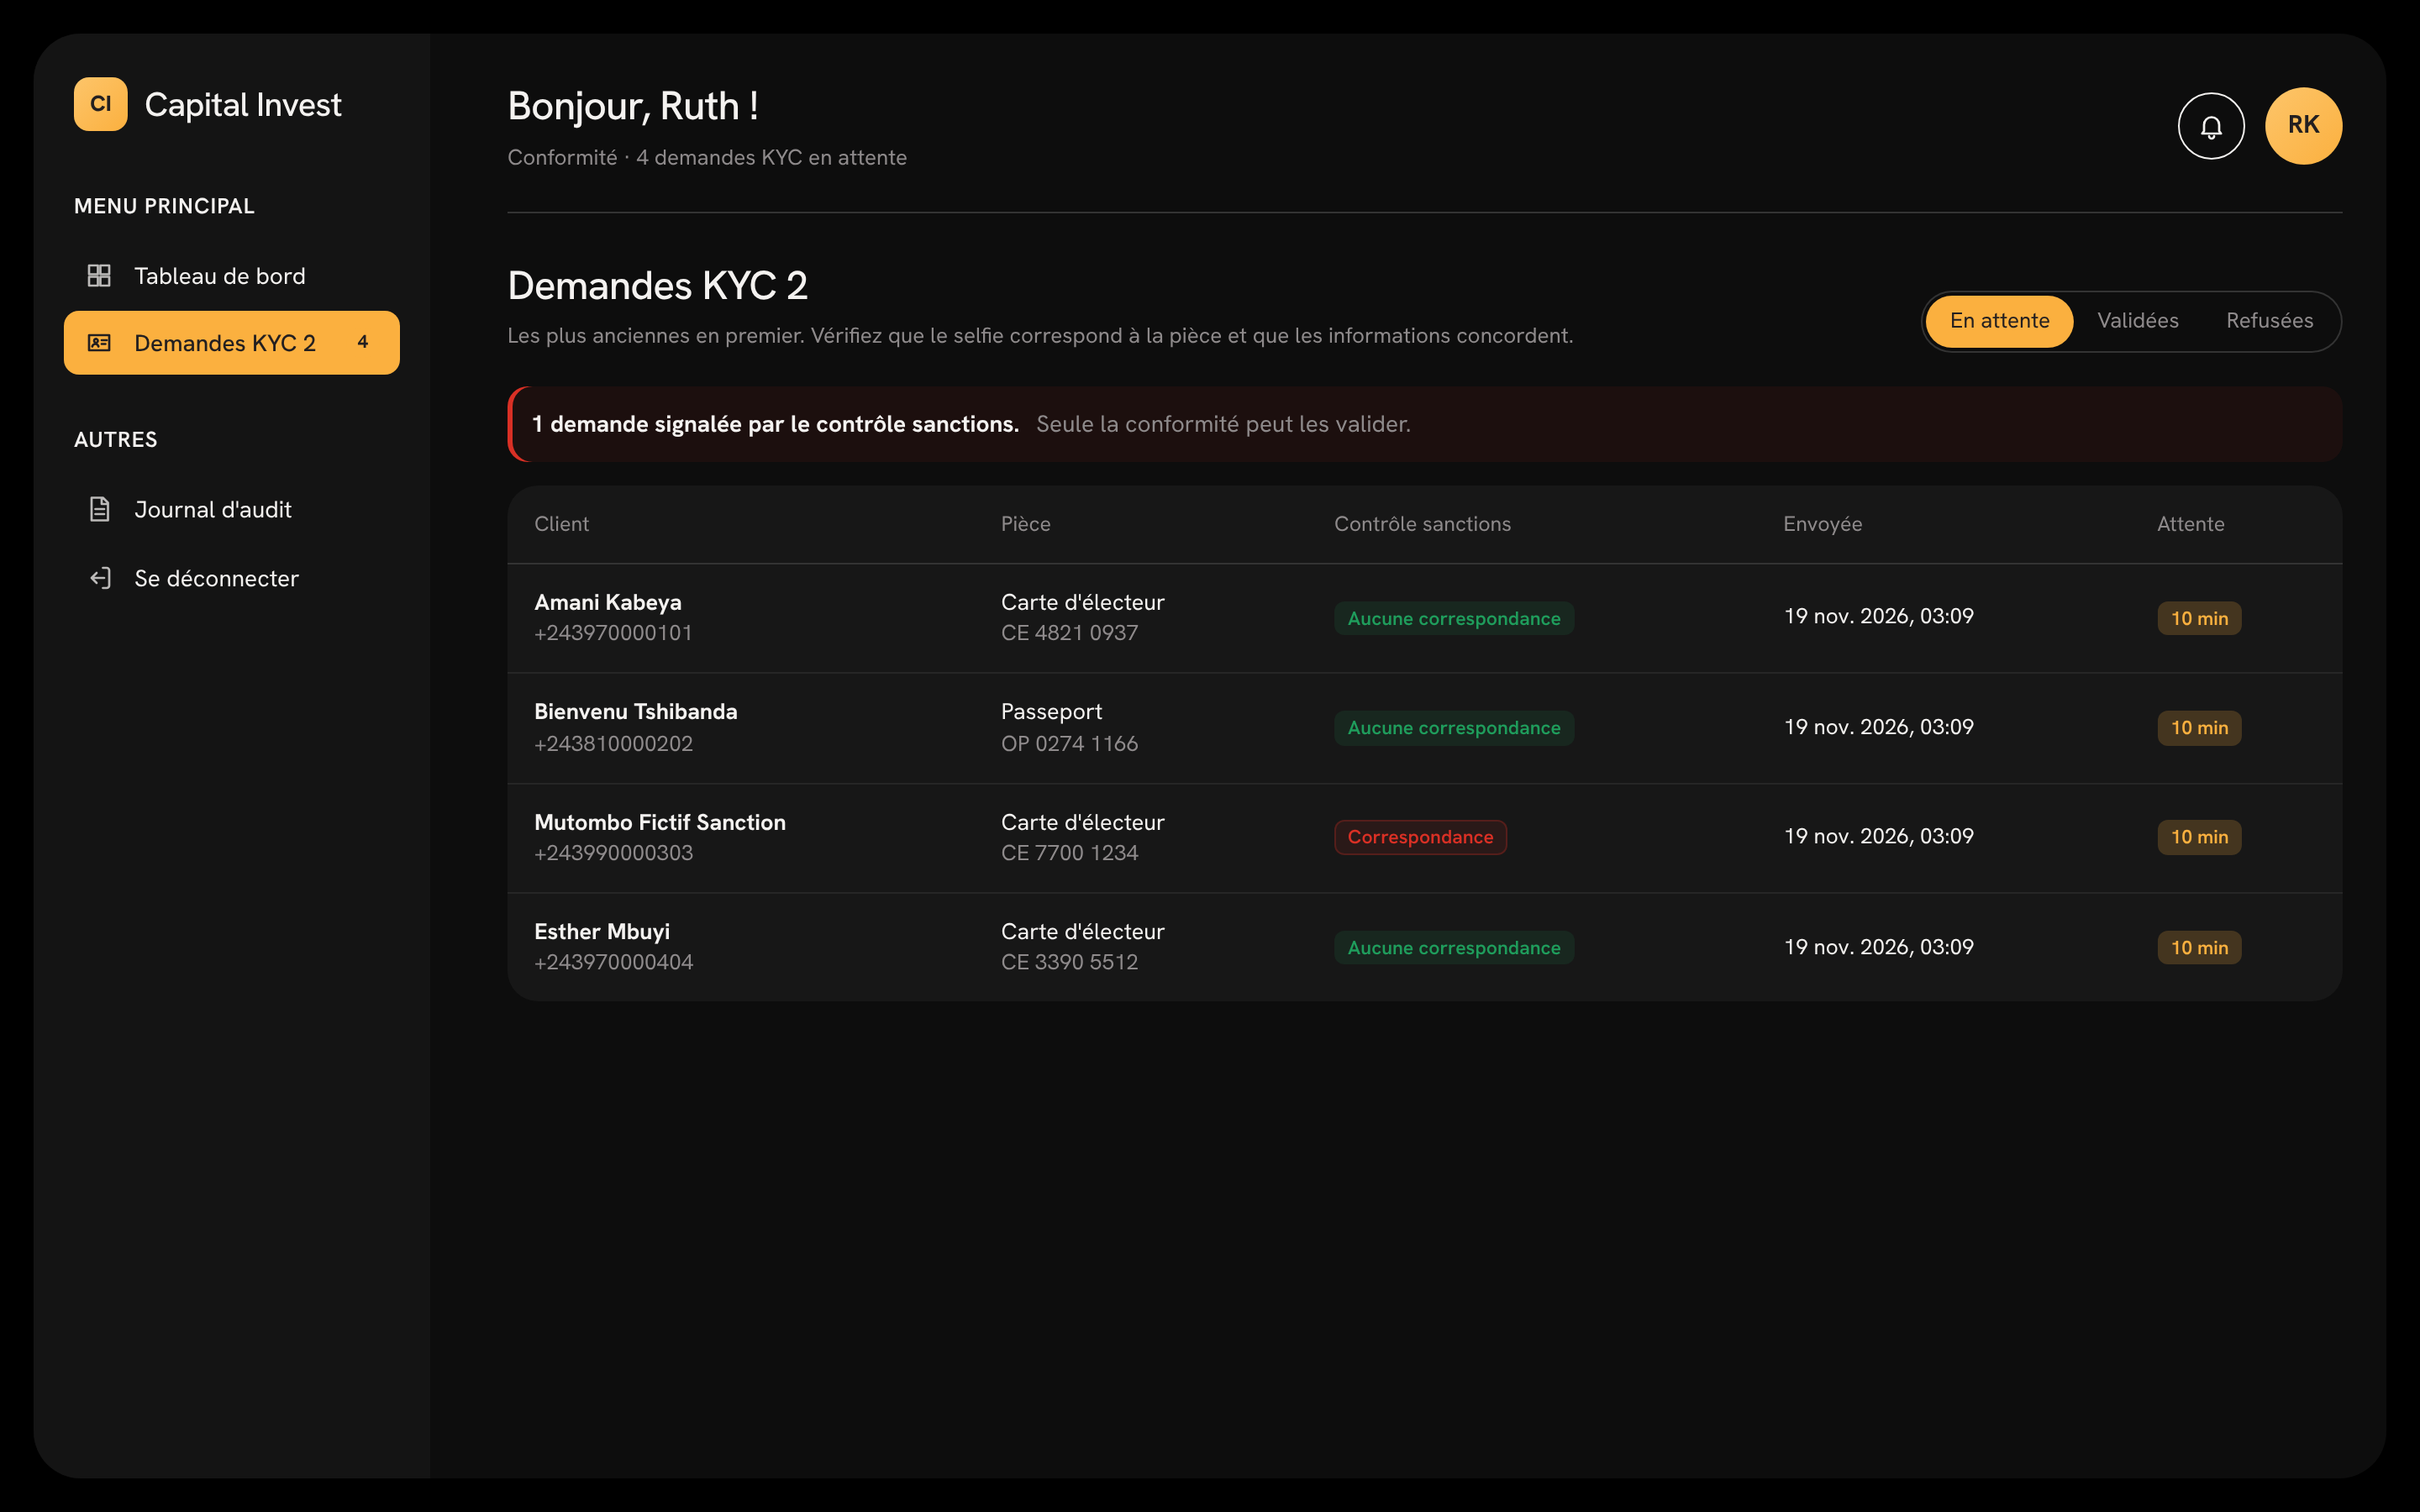 CI Capital Invest
MENU PRINCIPAL
Tableau de bord
Demandes KYC 2 4
AUTRES
Journal d'audit
Se déconnecter
Bonjour, Ruth !
Conformité · 4 demandes KYC en attente
RK
Demandes KYC 2
Les plus anciennes en premier. Vérifiez que le selfie correspond à la pièce et que les informations concordent.
En attente Validées Refusées
1 demande signalée par le contrôle sanctions. Seule la conformité peut les valider.
Client Pièce Contrôle sanctions Envoyée Attente
Amani Kabeya Carte d'électeur Aucune correspondance 19 nov. 2026, 03:09 10 min
+243970000101 CE 4821 0937
Bienvenu Tshibanda Passeport Aucune correspondance 19 nov. 2026, 03:09 10 min
+243810000202 OP 0274 1166
Mutombo Fictif Sanction Carte d'électeur Correspondance 19 nov. 2026, 03:09 10 min
+243990000303 CE 7700 1234
Esther Mbuyi Carte d'électeur Aucune correspondance 19 nov. 2026, 03:09 10 min
+243970000404 CE 3390 5512